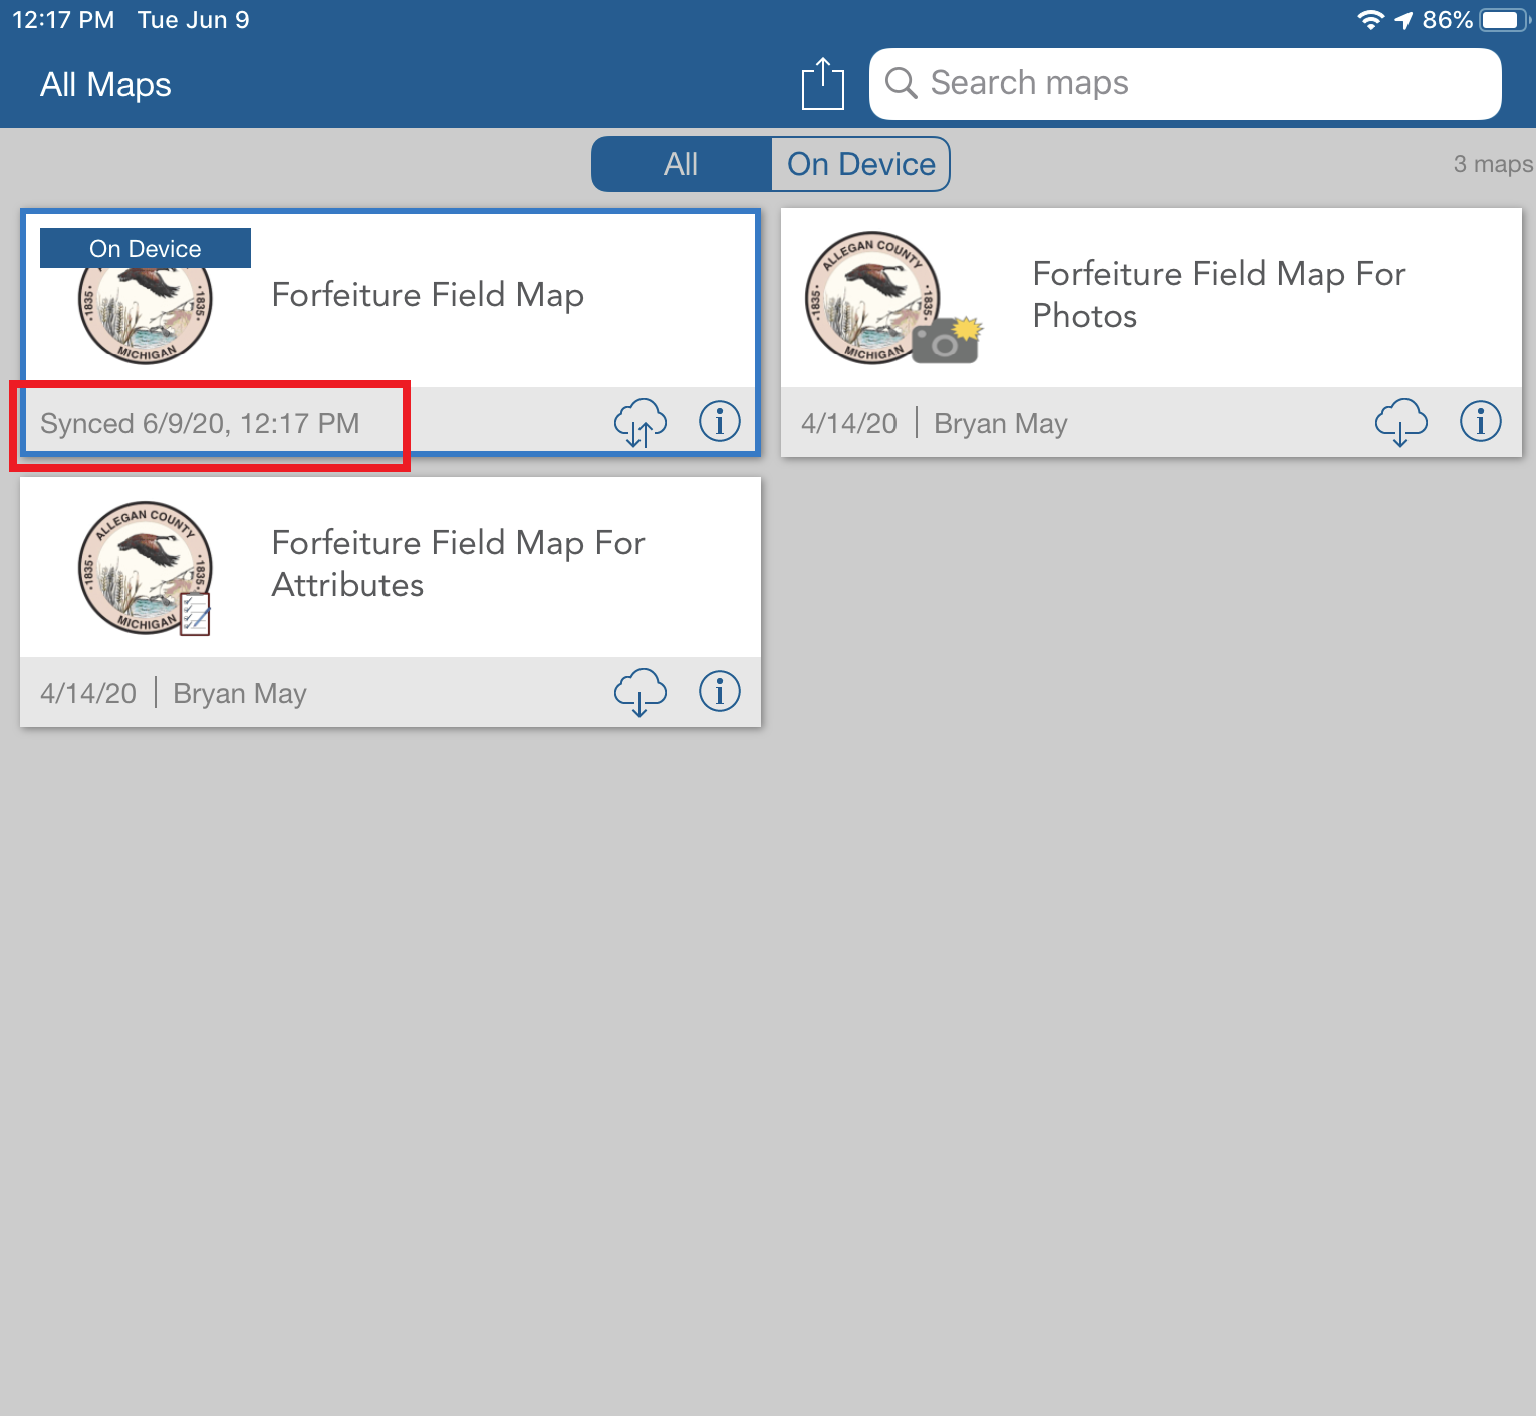 12:17 PM Tue Jun 9 86%
All Maps Search maps
All On Device 3 maps
On Device
Forfeiture Field Map
1835 1835
MICHIGAN
Synced 6/9/20, 12:17 PM
ALLEGAN COUNTY
1835 1835
MICHIGAN
Forfeiture Field Map For
Photos
4/14/20 | Bryan May
ALLEGAN COUNTY
1835 1835
MICHIGAN
Forfeiture Field Map For
Attributes
4/14/20 | Bryan May